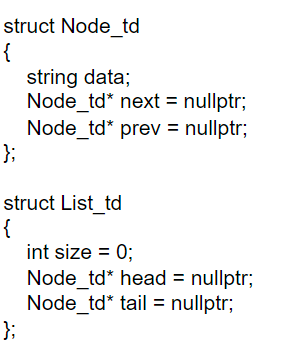 struct Node_td
{
    string data;
    Node_td* next = nullptr;
    Node_td* prev = nullptr;
};

struct List_td
{
    int size = 0;
    Node_td* head = nullptr;
    Node_td* tail = nullptr;
};